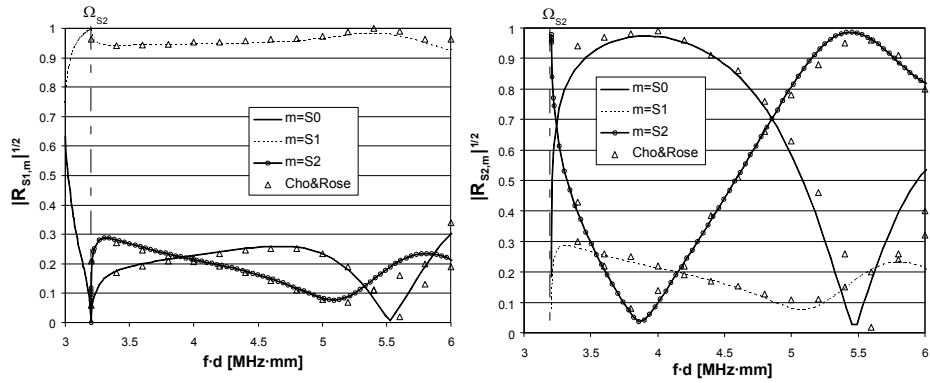 Ω_S2
|R_S1,m|^1/2
1
0.9
0.8
0.7
0.6
0.5
0.4
0.3
0.2
0.1
0
m=S0
m=S1
m=S2
Cho&Rose
3 3.5 4 4.5 5 5.5 6
f·d [MHz·mm]
Ω_S2
|R_S2,m|^1/2
1
0.9
0.8
0.7
0.6
0.5
0.4
0.3
0.2
0.1
0
m=S0
m=S1
m=S2
Cho&Rose
3 3.5 4 4.5 5 5.5 6
f·d [MHz·mm]